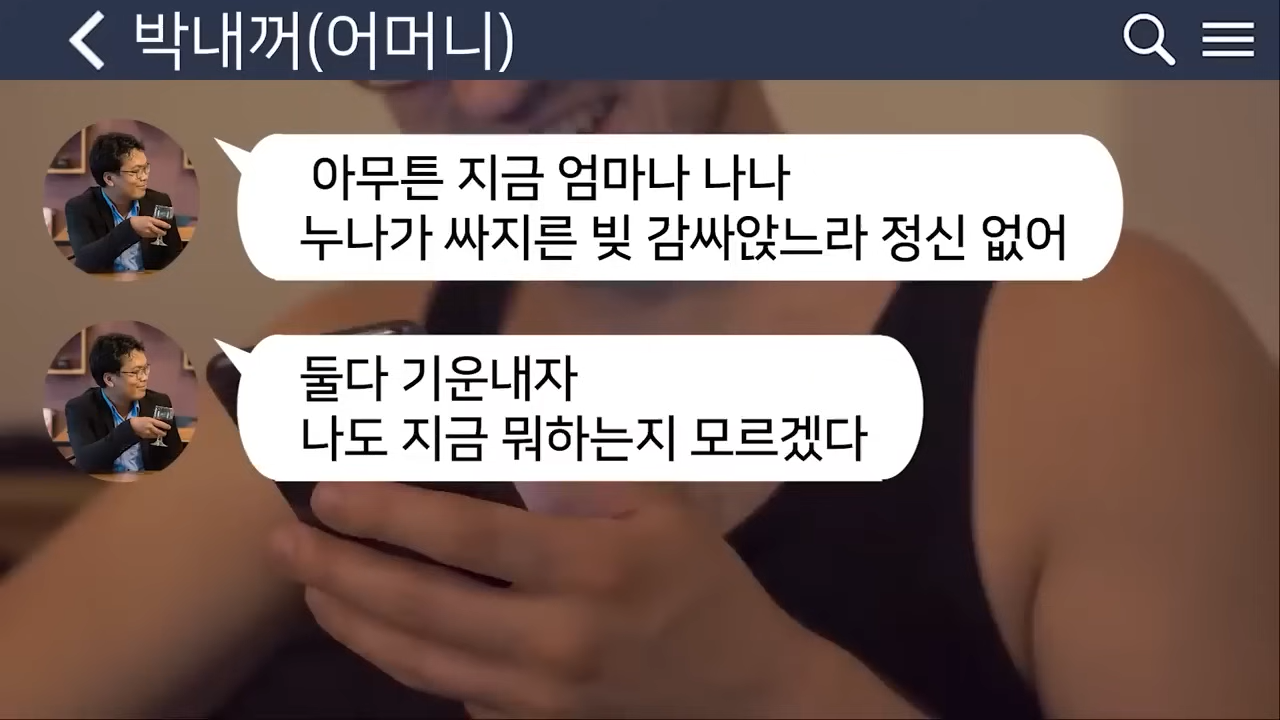 박내꺼(어머니)
아무튼 지금 엄마나 나나
누나가 싸지른 빚 감싸앉느라 정신 없어
둘다 기운내자
나도 지금 뭐하는지 모르겠다